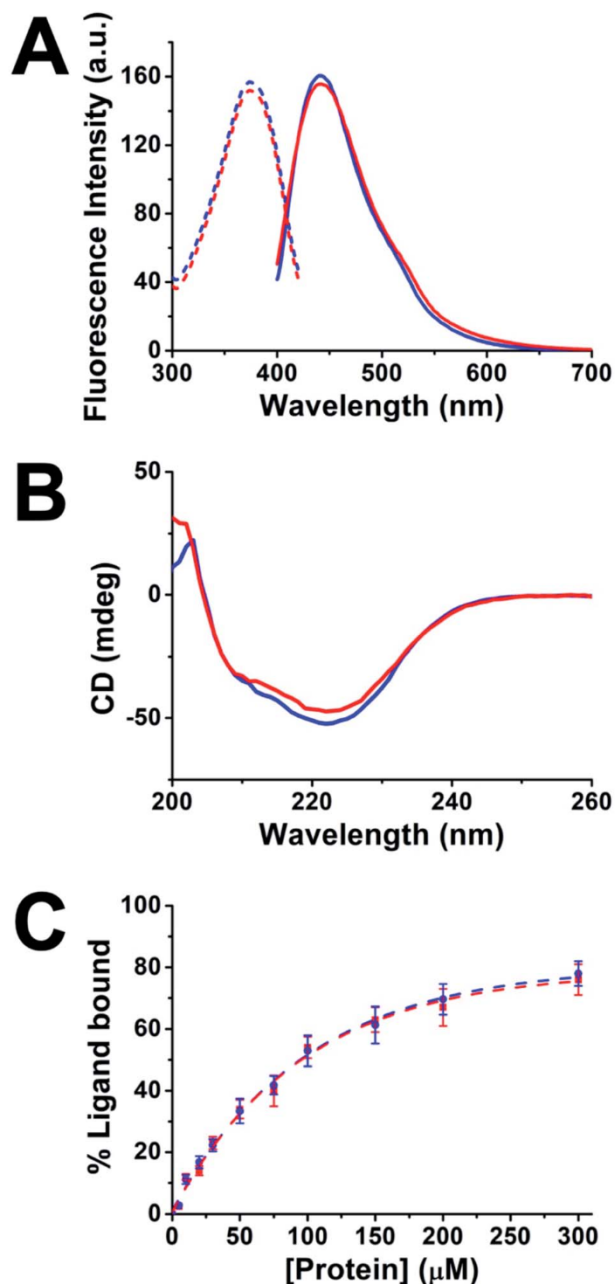 A
Fluorescence Intensity (a.u.)
160
120
80
40
0
300 400 500 600 700
Wavelength (nm)
B
CD (mdeg)
50
0
-50
200 220 240 260
Wavelength (nm)
C
% Ligand bound
100
80
60
40
20
0
0 50 100 150 200 250 300
[Protein] (μM)